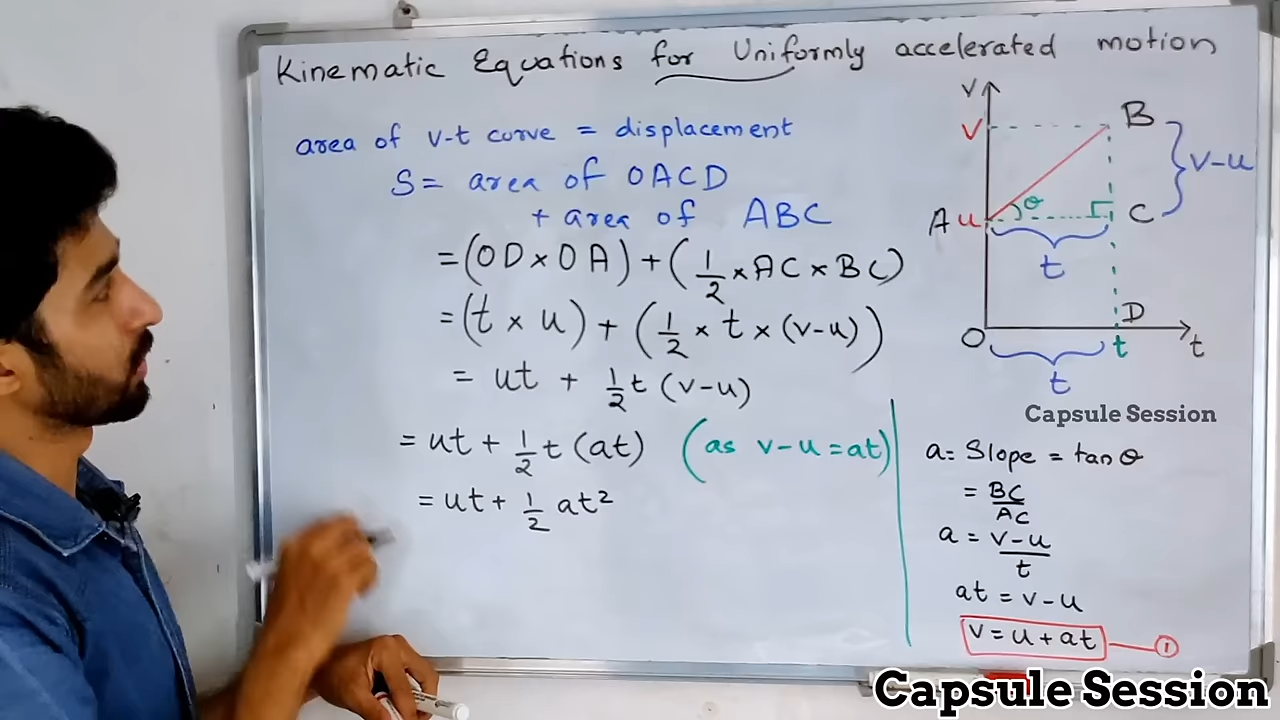 Kinematic Equations for Uniformly accelerated motion
area of v-t curve = displacement
S = area of OACD
+ area of ABC
= (OD × OA) + (1/2 × AC × BC)
= (t × u) + (1/2 × t × (v-u))
= ut + 1/2 t (v-u)
= ut + 1/2 t (at) (as v-u = at)
= ut + 1/2 at²
V
V
B
v-u
A u
θ
C
t
D
O
t
t
t
Capsule Session
a = Slope = tan θ
= BC/AC
a = v-u/t
at = v-u
v = u + at
1
Capsule Session